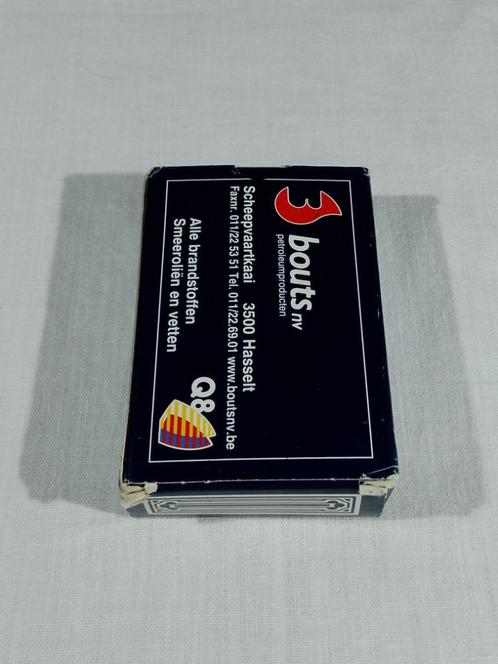 bouts nv
petroleumproducten
Scheepvaartkaai 3500 Hasselt
Faxnr. 011/22 53 51 Tel. 011/22.69.01 www.boutsnv.be
Alle brandstoffen
Smeeroliën en vetten
Q8